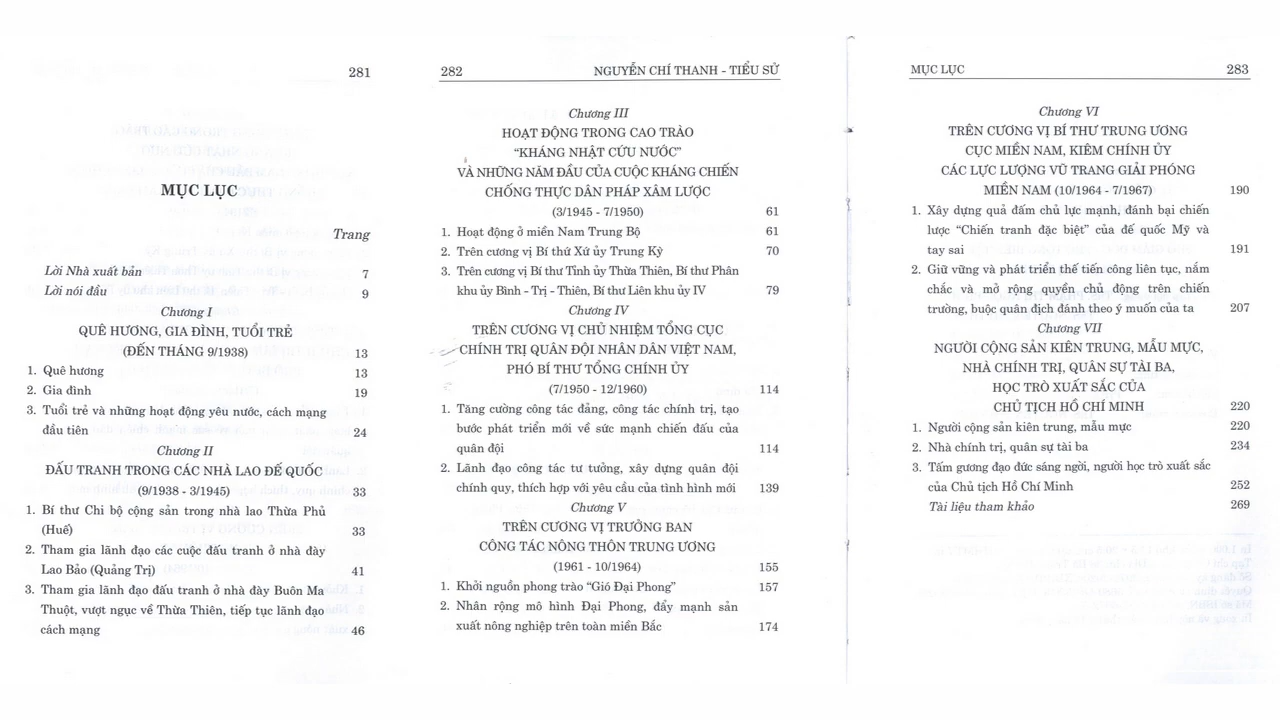 281
MỤC LỤC
Trang
Lời Nhà xuất bản 7
Lời nói đầu 9
Chương I
QUÊ HƯƠNG, GIA ĐÌNH, TUỔI TRẺ
(ĐẾN THÁNG 9/1938) 13
1. Quê hương 13
2. Gia đình 19
3. Tuổi trẻ và những hoạt động yêu nước, cách mạng
đầu tiên 24
Chương II
ĐẤU TRANH TRONG CÁC NHÀ LAO ĐẾ QUỐC
(9/1938 - 3/1945) 33
1. Bí thư Chi bộ cộng sản trong nhà lao Thừa Phủ
(Huế) 33
2. Tham gia lãnh đạo các cuộc đấu tranh ở nhà đày
Lao Bảo (Quảng Trị) 41
3. Tham gia lãnh đạo đấu tranh ở nhà đày Buôn Ma
Thuột, vượt ngục về Thừa Thiên, tiếp tục lãnh đạo
cách mạng 46
282 NGUYỄN CHÍ THANH - TIỂU SỬ
Chương III
HOẠT ĐỘNG TRONG CAO TRÀO
“KHÁNG NHẬT CỨU NƯỚC”
VÀ NHỮNG NĂM ĐẦU CỦA CUỘC KHÁNG CHIẾN
CHỐNG THỰC DÂN PHÁP XÂM LƯỢC
(3/1945 - 7/1950) 61
1. Hoạt động ở miền Nam Trung Bộ 61
2. Trên cương vị Bí thư Xứ ủy Trung Kỳ 70
3. Trên cương vị Bí thư Tỉnh ủy Thừa Thiên, Bí thư Phân
khu ủy Bình - Trị - Thiên, Bí thư Liên khu ủy IV 79
Chương IV
TRÊN CƯƠNG VỊ CHỦ NHIỆM TỔNG CỤC
CHÍNH TRỊ QUÂN ĐỘI NHÂN DÂN VIỆT NAM,
PHÓ BÍ THƯ TỔNG CHÍNH ỦY
(7/1950 - 12/1960) 114
1. Tăng cường công tác đảng, công tác chính trị, tạo
bước phát triển mới về sức mạnh chiến đấu của
quân đội 114
2. Lãnh đạo công tác tư tưởng, xây dựng quân đội
chính quy, thích hợp với yêu cầu của tình hình mới 139
Chương V
TRÊN CƯƠNG VỊ TRƯỞNG BAN
CÔNG TÁC NÔNG THÔN TRUNG ƯƠNG
(1961 - 10/1964) 155
1. Khởi nguồn phong trào “Gió Đại Phong” 157
2. Nhân rộng mô hình Đại Phong, đẩy mạnh sản
xuất nông nghiệp trên toàn miền Bắc 174
MỤC LỤC 283
Chương VI
TRÊN CƯƠNG VỊ BÍ THƯ TRUNG ƯƠNG
CỤC MIỀN NAM, KIÊM CHÍNH ỦY
CÁC LỰC LƯỢNG VŨ TRANG GIẢI PHÓNG
MIỀN NAM (10/1964 - 7/1967) 190
1. Xây dựng quả đấm chủ lực mạnh, đánh bại chiến
lược “Chiến tranh đặc biệt” của đế quốc Mỹ và
tay sai 191
2. Giữ vững và phát triển thế tiến công liên tục, nắm
chắc và mở rộng quyền chủ động trên chiến
trường, buộc quân địch đánh theo ý muốn của ta 207
Chương VII
NGƯỜI CỘNG SẢN KIÊN TRUNG, MẪU MỰC,
NHÀ CHÍNH TRỊ, QUÂN SỰ TÀI BA,
HỌC TRÒ XUẤT SẮC CỦA
CHỦ TỊCH HỒ CHÍ MINH 220
1. Người cộng sản kiên trung, mẫu mực 220
2. Nhà chính trị, quân sự tài ba 234
3. Tấm gương đạo đức sáng ngời, người học trò xuất sắc
của Chủ tịch Hồ Chí Minh 252
Tài liệu tham khảo 269